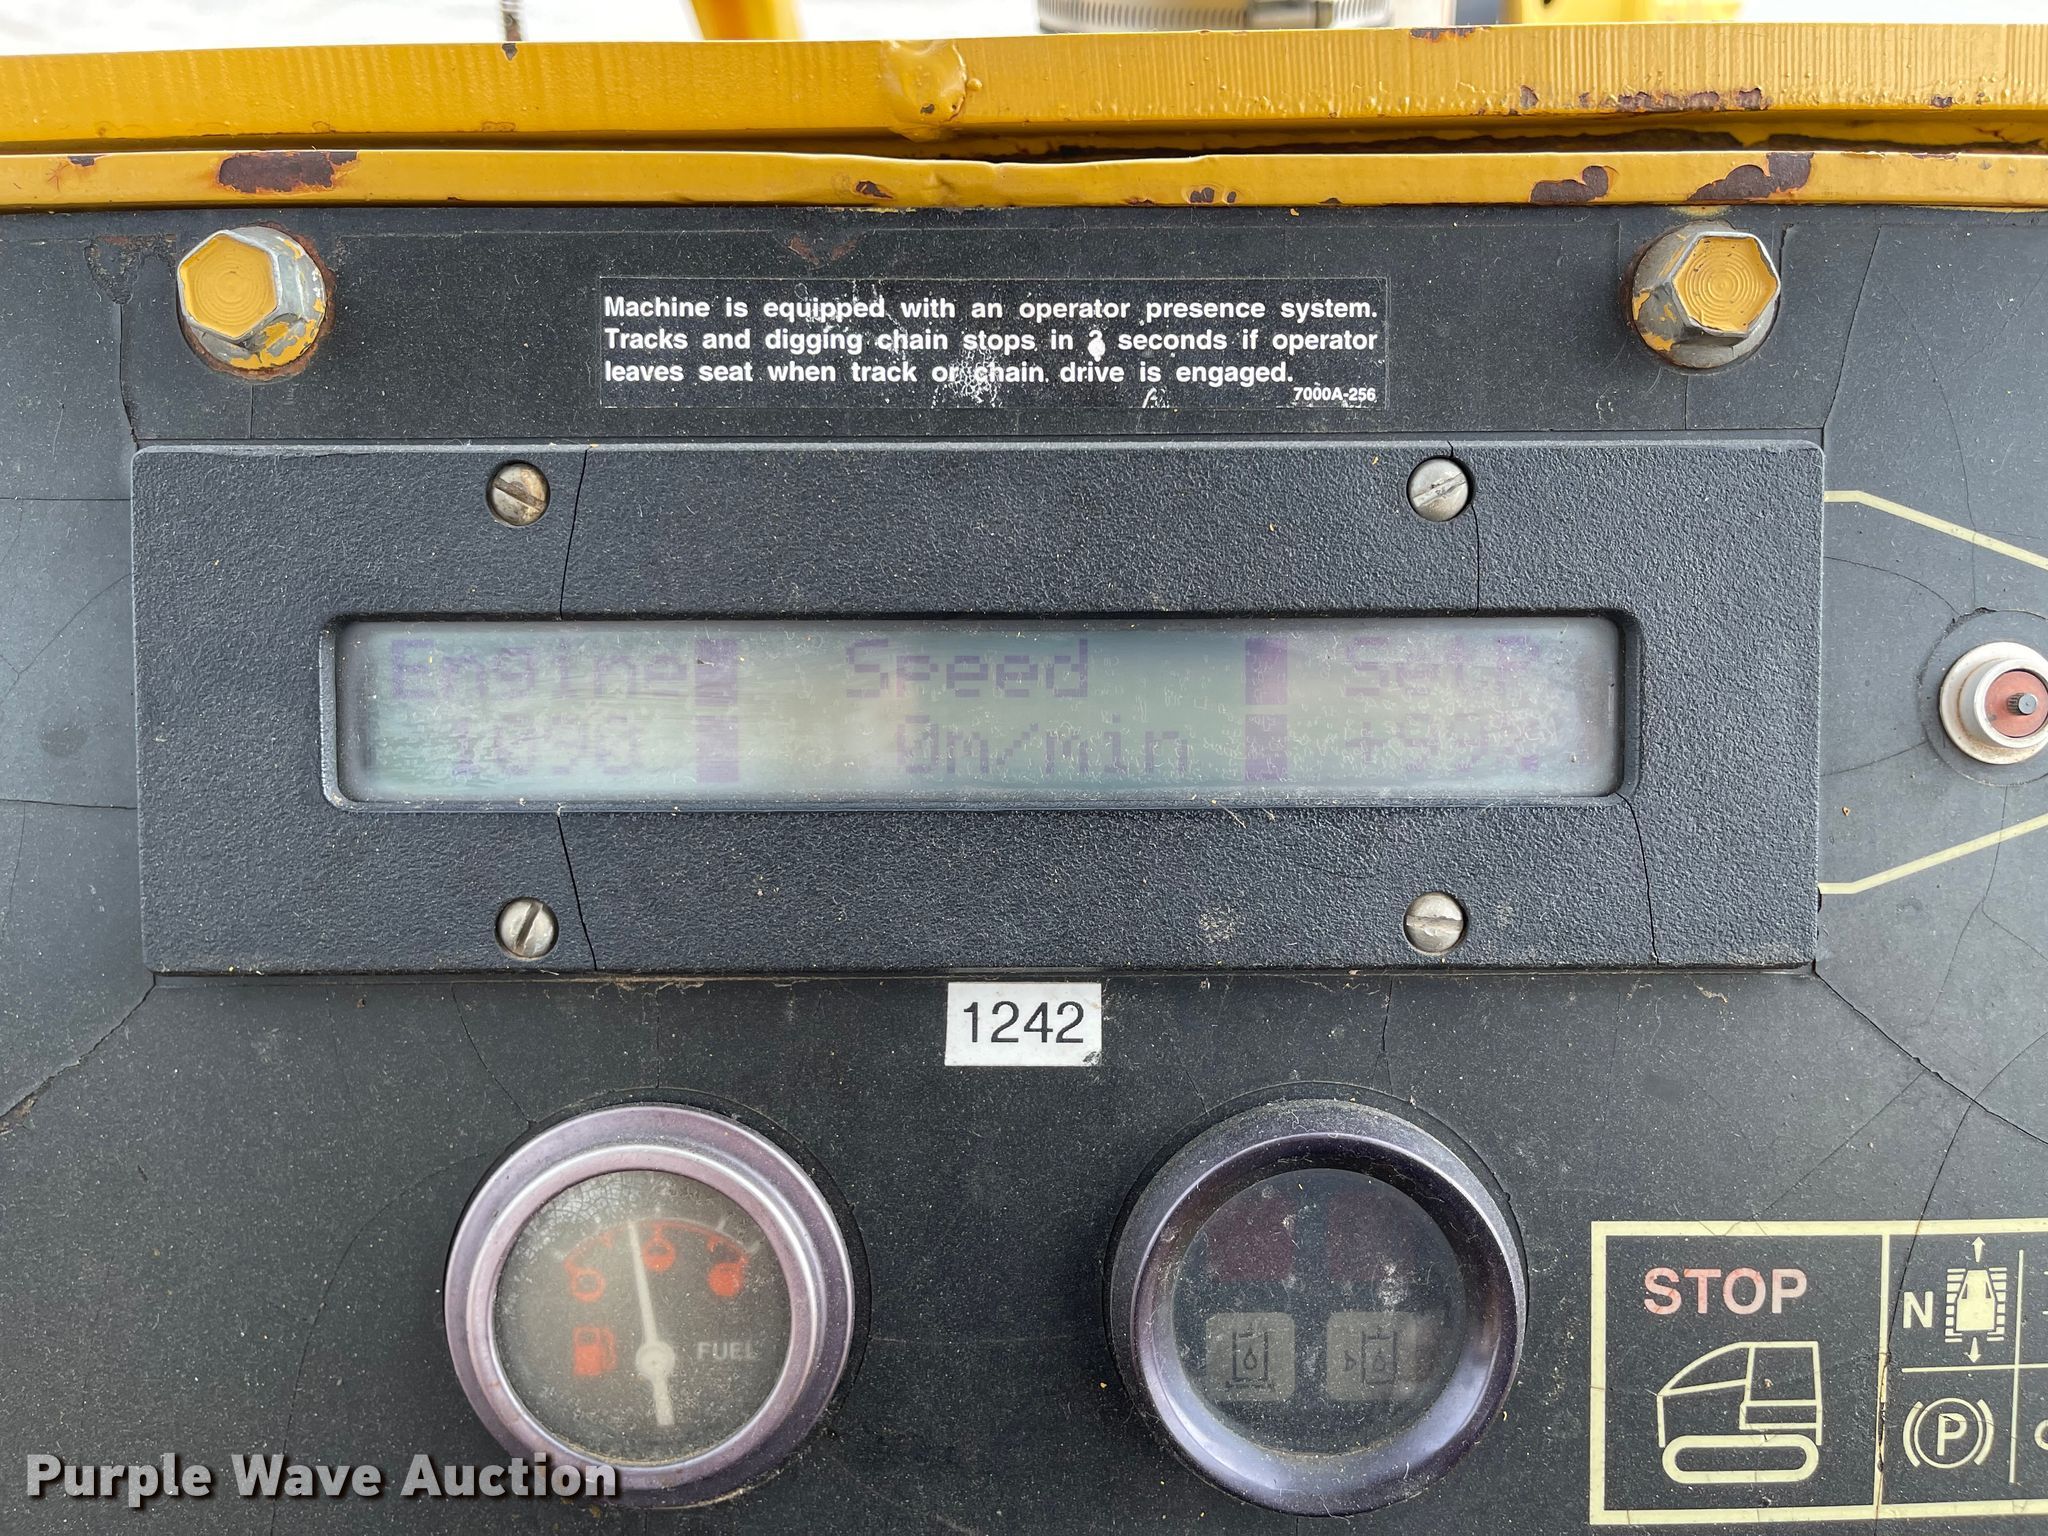 Machine is equipped with an operator presence system.
Tracks and digging chain stops in seconds if operator
leaves seat when track or chain drive is engaged.
7000A-256
Engine Speed SetP
0m/min
1242
FUEL
STOP
N
P
Purple Wave Auction